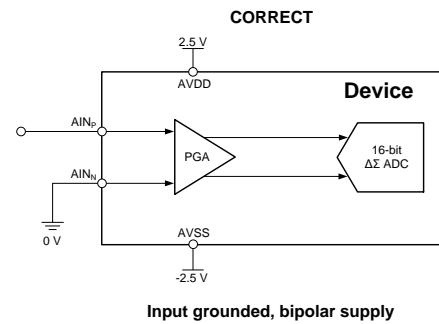 CORRECT
2.5 V
AVDD
Device
AINP
PGA
16-bit
ΔΣ ADC
AINN
0 V
AVSS
-2.5 V
Input grounded, bipolar supply